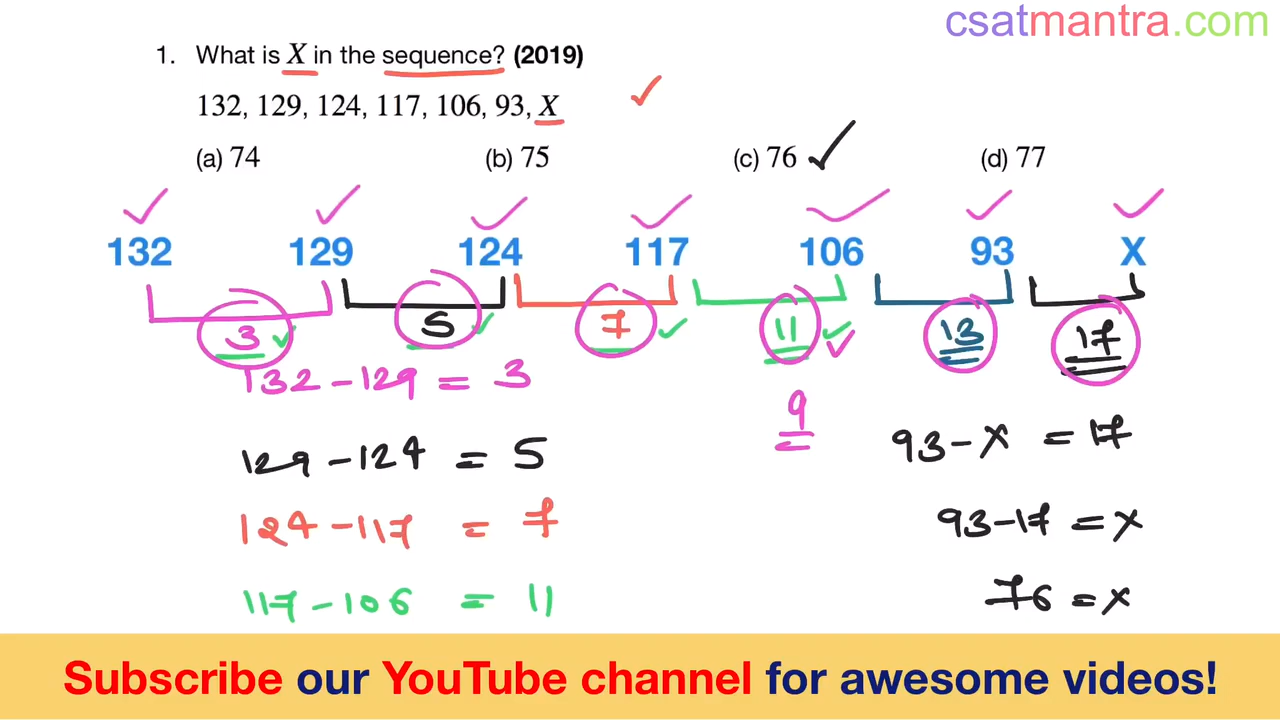 csatmantra.com
1. What is X in the sequence? (2019)
132, 129, 124, 117, 106, 93, X
(a) 74 (b) 75 (c) 76 (d) 77
132 129 124 117 106 93 X
3 5 7 11 13 17
132 - 129 = 3
9
93 - x = 17
129 - 124 = 5
93 - 17 = x
124 - 117 = 7
76 = x
117 - 106 = 11
Subscribe our YouTube channel for awesome videos!